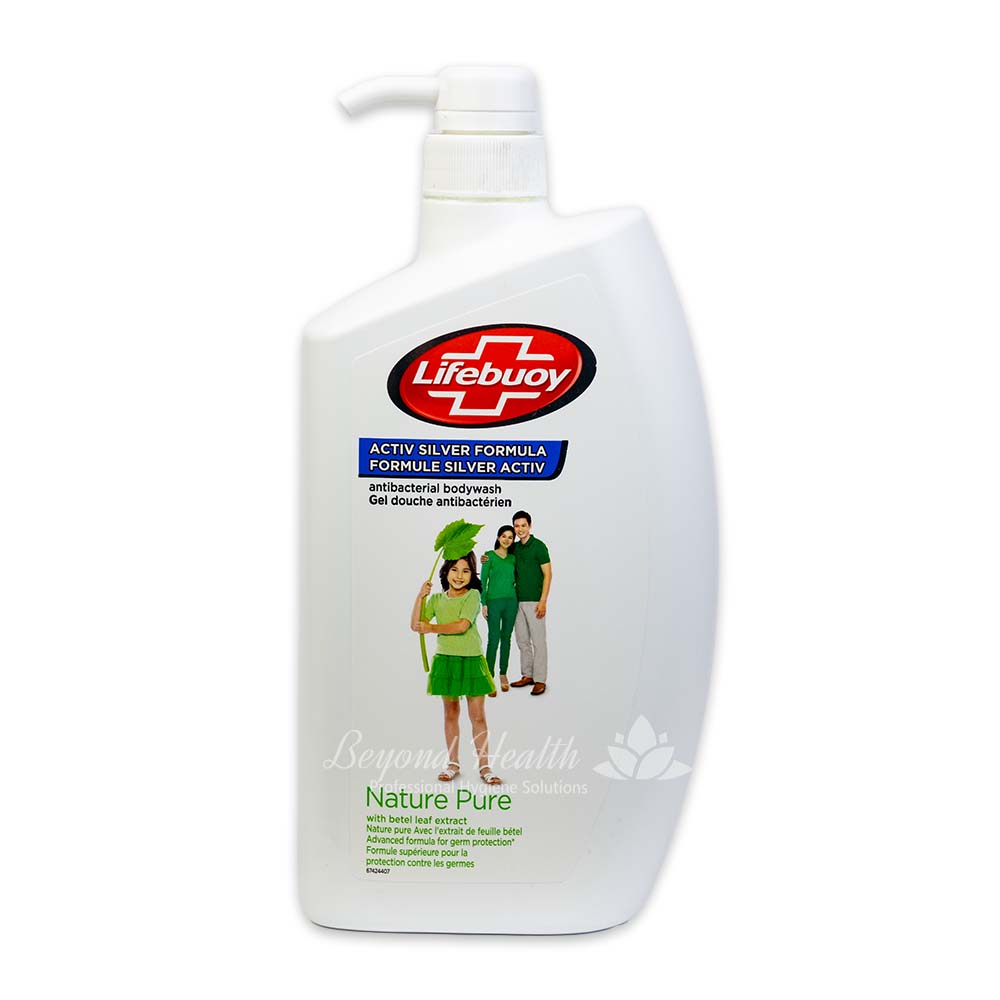 Lifebuoy
ACTIV SILVER FORMULA
FORMULE SILVER ACTIV
antibacterial bodywash
Gel douche antibactérien
Beyond Health
Professional Hygiene Solutions
Nature Pure
with betel leaf extract
Nature pure Avec l'extrait de feuille bétel
Advanced formula for germ protection*
Formule supérieure pour la
protection contre les germes
67424407